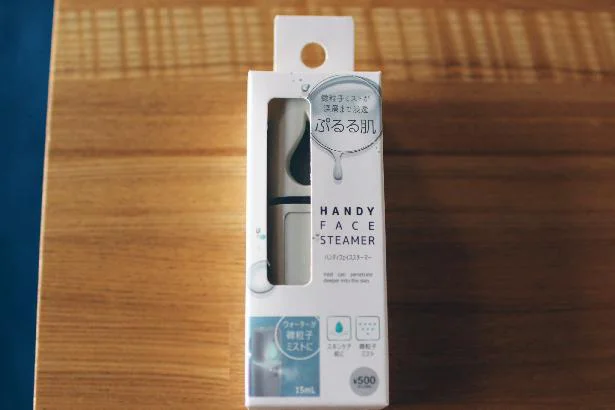 微粒子ミストが
深層まで浸透
ぷるる肌
HANDY
FACE
STEAMER
ハンディフェイススチーマー
mist can penetrate
deeper into the skin.
ウォーターが
微粒子
ミストに
15mL
スキンケア
前に
微粒子
ミスト
¥500